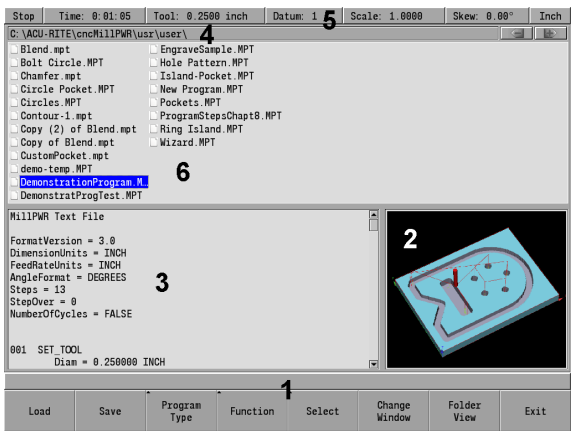 Stop Time: 0:01:05 Tool: 0.2500 inch Datum: 1 5 Scale: 1.0000 Skew: 0.00° Inch
C: \ACU-RITE\cncMillPWR\usr\user\ 4
Blend.mpt EngraveSample.MPT
Bolt Circle.MPT Hole Pattern.MPT
Chamfer.mpt Island-Pocket.MPT
Circle Pocket.MPT New Program.MPT
Circles.MPT Pockets.MPT
Contour-1.mpt ProgramStepsChapt8.MPT
Copy (2) of Blend.mpt Ring Island.MPT
Copy of Blend.mpt Wizard.MPT
CustomPocket.mpt
demo-temp.MPT 6
DemonstrationProgram.M…
DemonstratProgTest.MPT
MillPWR Text File
2
FormatVersion = 3.0
DimensionUnits = INCH
FeedRateUnits = INCH
AngleFormat = DEGREES
Steps = 13 3
StepOver = 0
NumberOfCycles = FALSE
001 SET_TOOL
Diam = 0.250000 INCH
1
Load Save Program Type Function Select Change Window Folder View Exit